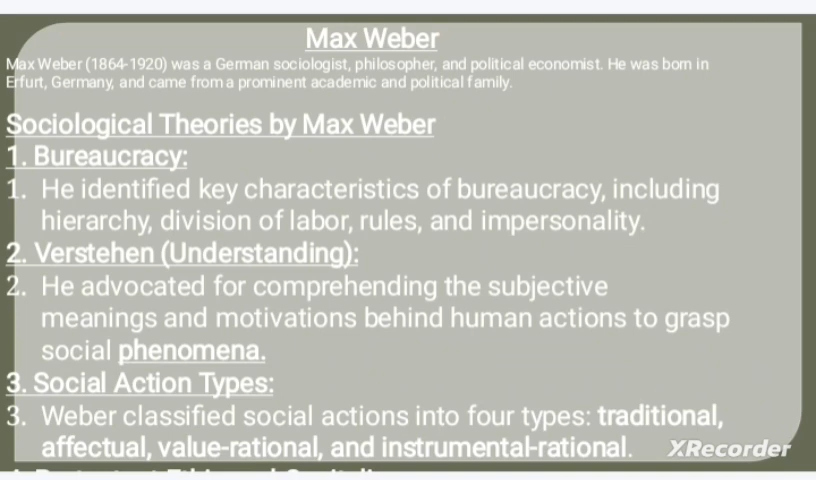 Max Weber
Max Weber (1864-1920) was a German sociologist, philosopher, and political economist. He was born in
Erfurt, Germany, and came from a prominent academic and political family.
Sociological Theories by Max Weber
1. Bureaucracy:
1. He identified key characteristics of bureaucracy, including
hierarchy, division of labor, rules, and impersonality.
2. Verstehen (Understanding):
2. He advocated for comprehending the subjective
meanings and motivations behind human actions to grasp
social phenomena.
3. Social Action Types:
3. Weber classified social actions into four types: traditional,
affectual, value-rational, and instrumental-rational.
XRecorder